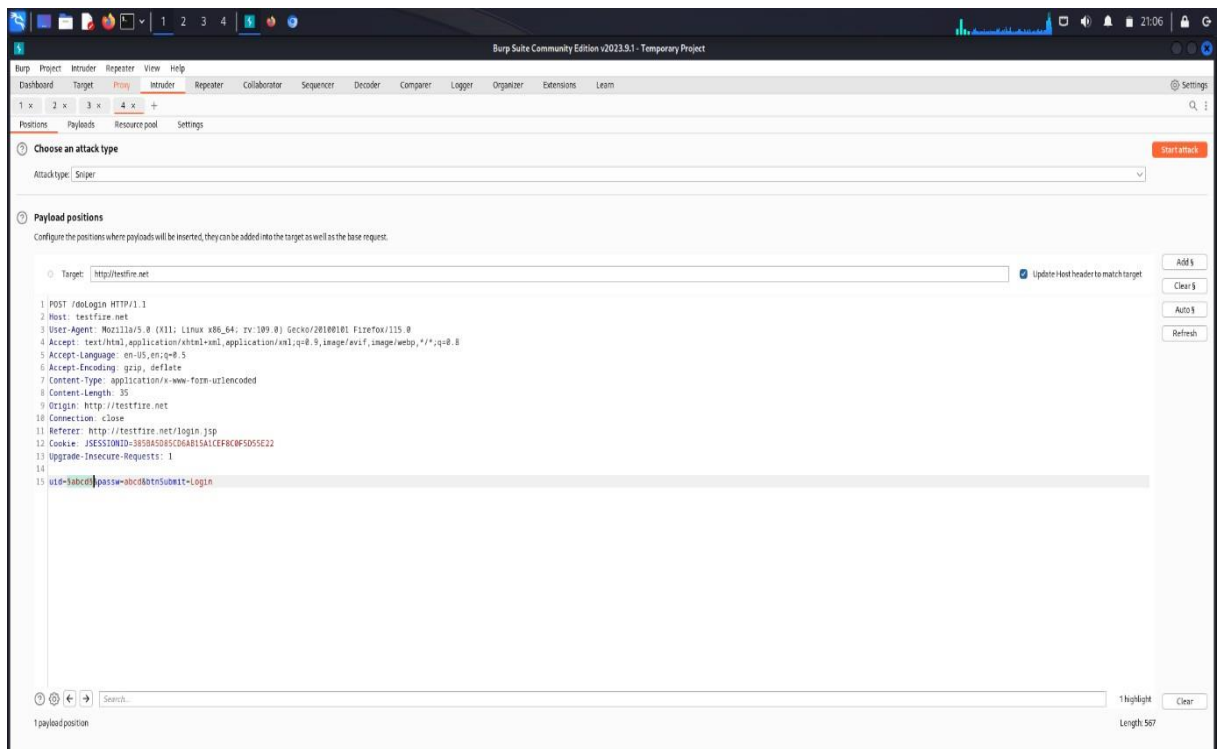 1 2 3 4 21:06
Burp Suite Community Edition v2023.9.1 - Temporary Project
Burp Project Intruder Repeater View Help
Dashboard Target Proxy Intruder Repeater Collaborator Sequencer Decoder Comparer Logger Organizer Extensions Learn Settings
1 x 2 x 3 x 4 x +
Positions Payloads Resource pool Settings
? Choose an attack type Start attack
Attack type: Sniper
? Payload positions
Configure the positions where payloads will be inserted, they can be added into the target as well as the base request.
Target: http://testfire.net Update Host header to match target
Add §
Clear §
Auto §
Refresh
1 POST /doLogin HTTP/1.1
2 Host: testfire.net
3 User-Agent: Mozilla/5.0 (X11; Linux x86_64; rv:109.0) Gecko/20100101 Firefox/115.0
4 Accept: text/html,application/xhtml+xml,application/xml;q=0.9,image/avif,image/webp,*/*;q=0.8
5 Accept-Language: en-US,en;q=0.5
6 Accept-Encoding: gzip, deflate
7 Content-Type: application/x-www-form-urlencoded
8 Content-Length: 35
9 Origin: http://testfire.net
10 Connection: close
11 Referer: http://testfire.net/login.jsp
12 Cookie: JSESSIONID=385BA5D85CD6AB15A1CEF8C0F5D55E22
13 Upgrade-Insecure-Requests: 1
14
15 uid=§abcd§&passw=abcd&btnSubmit=Login
? Search... 1 highlight Clear
1 payload position Length: 567